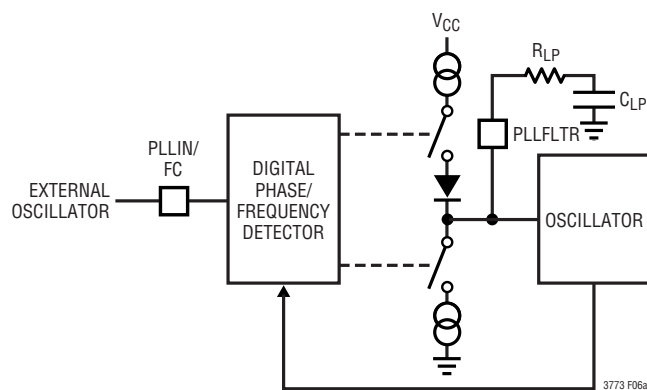 VCC
RLP
CLP
PLLFLTR
PLLIN/
FC
EXTERNAL
OSCILLATOR
DIGITAL
PHASE/
FREQUENCY
DETECTOR
OSCILLATOR
3773 F06a